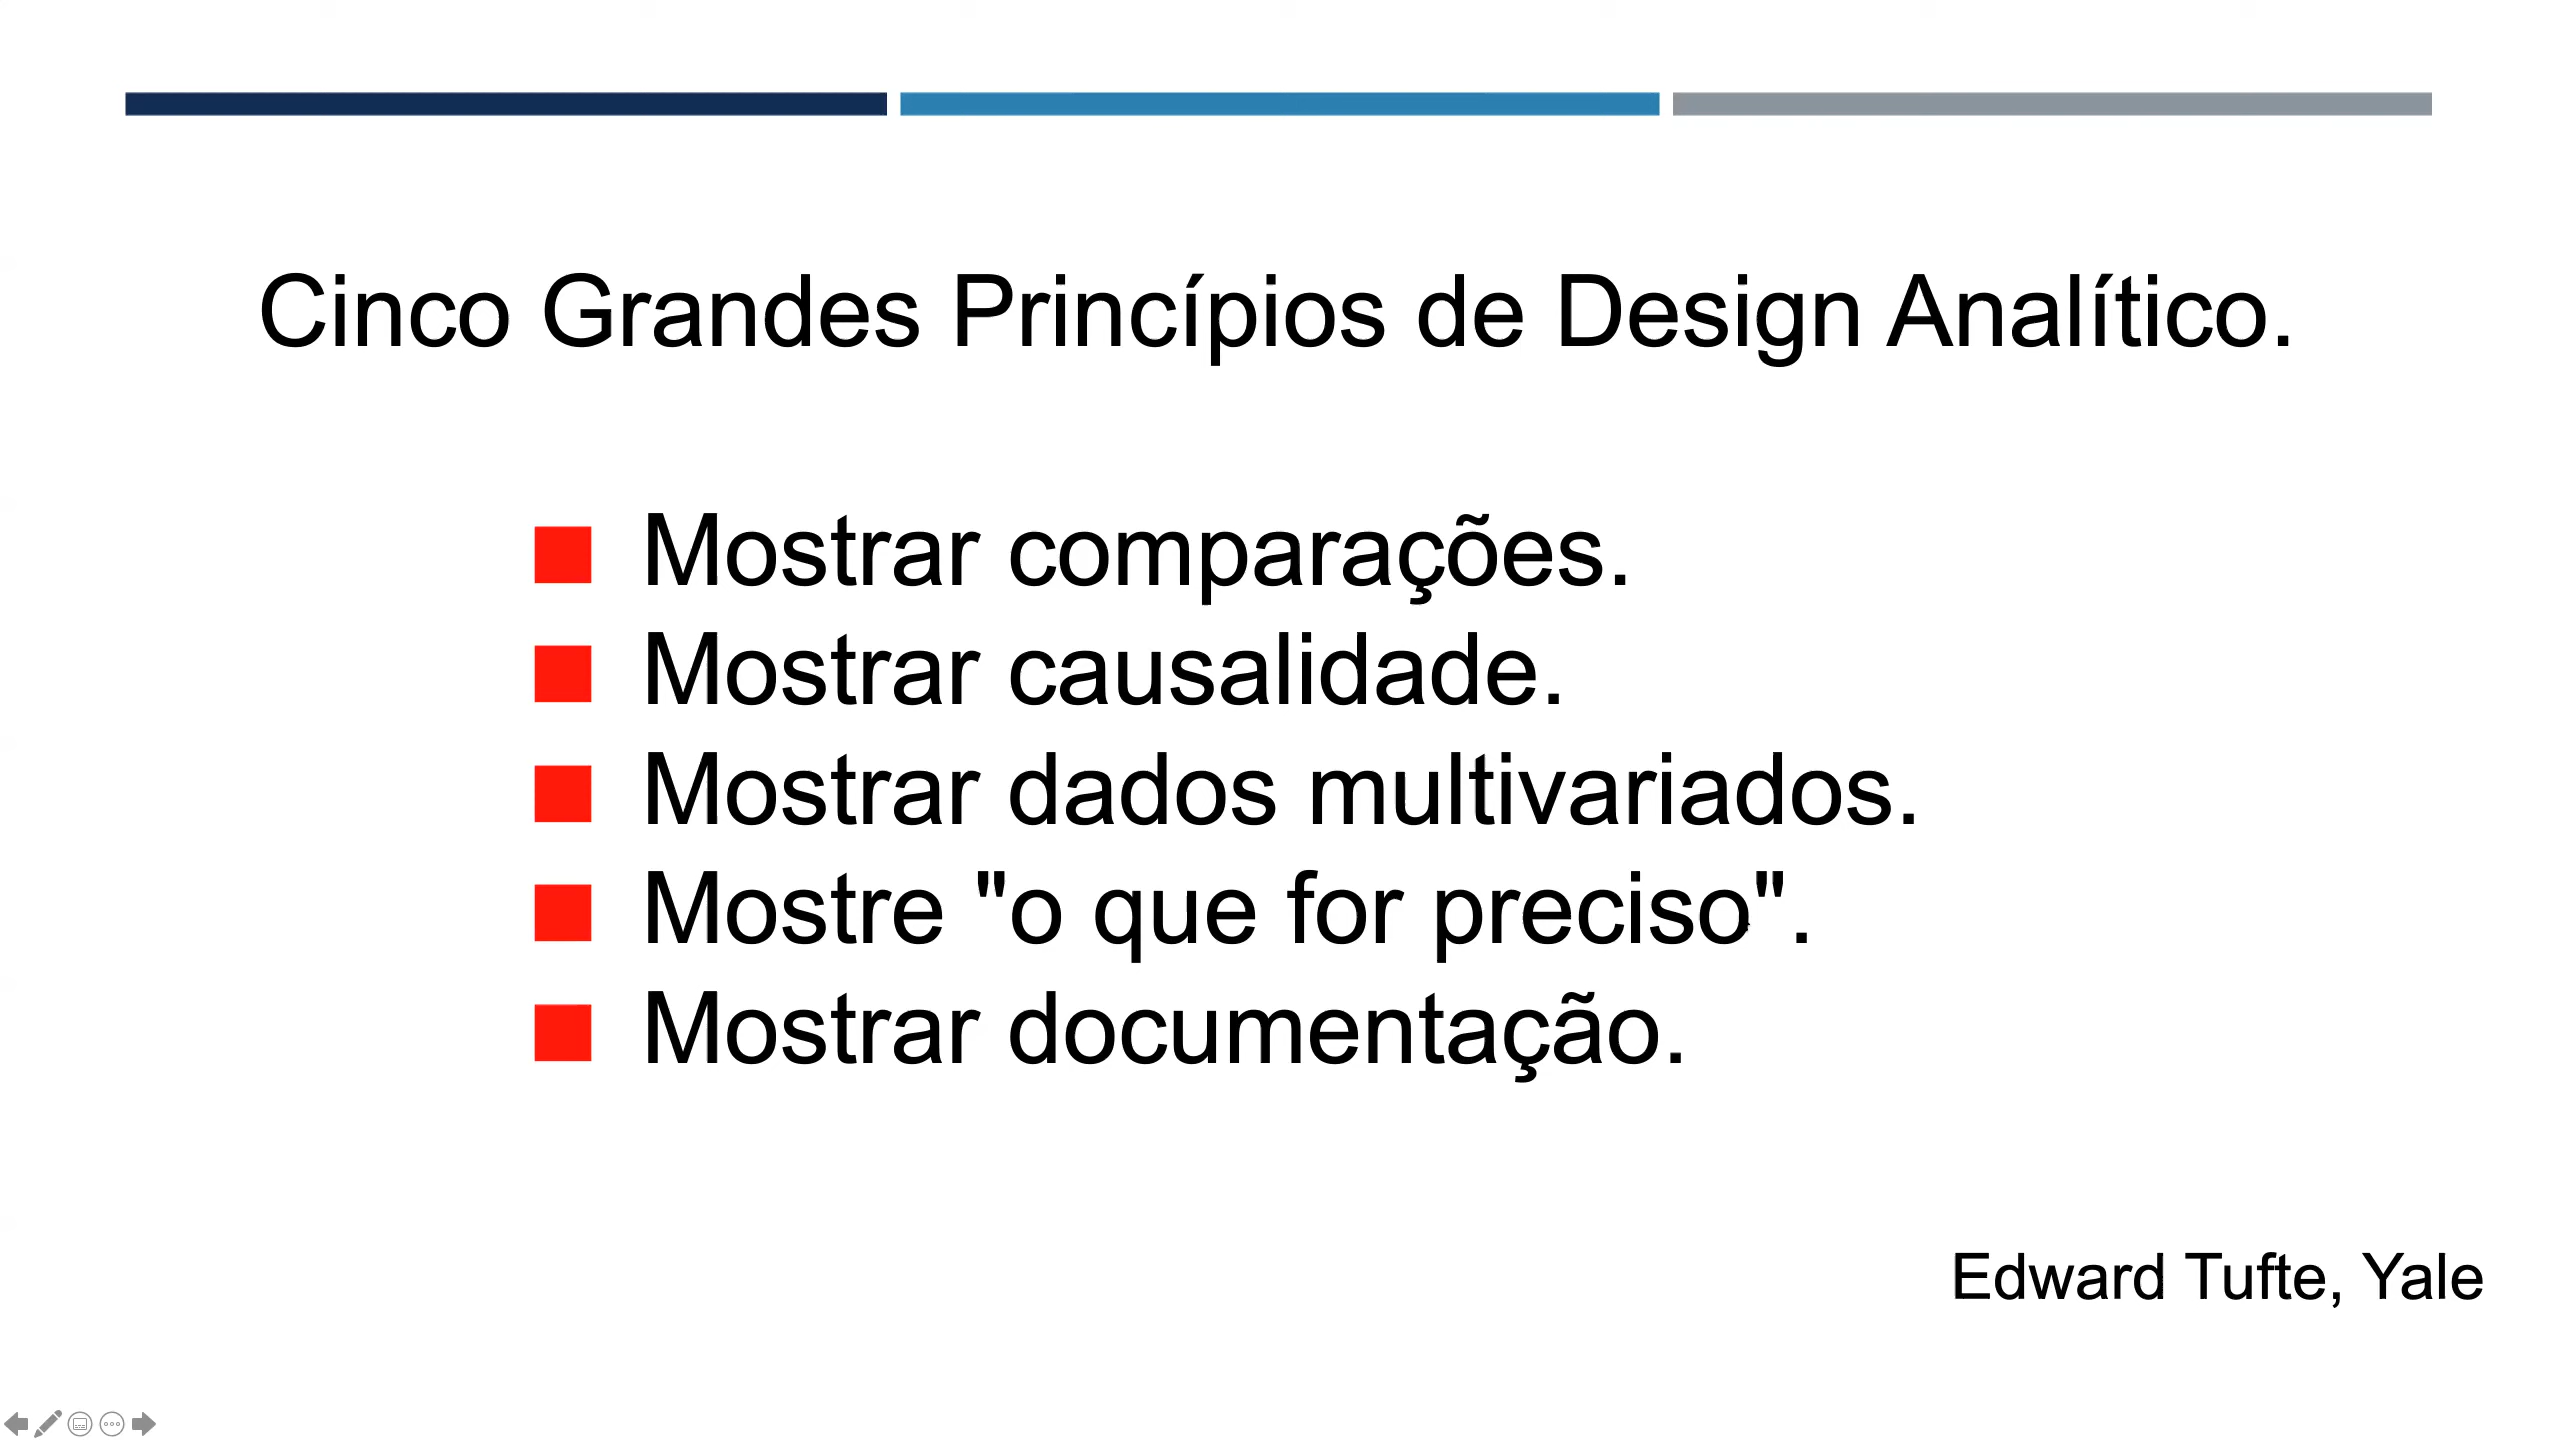 Cinco Grandes Princípios de Design Analítico.
Mostrar comparações.
Mostrar causalidade.
Mostrar dados multivariados.
Mostre "o que for preciso".
Mostrar documentação.
Edward Tufte, Yale